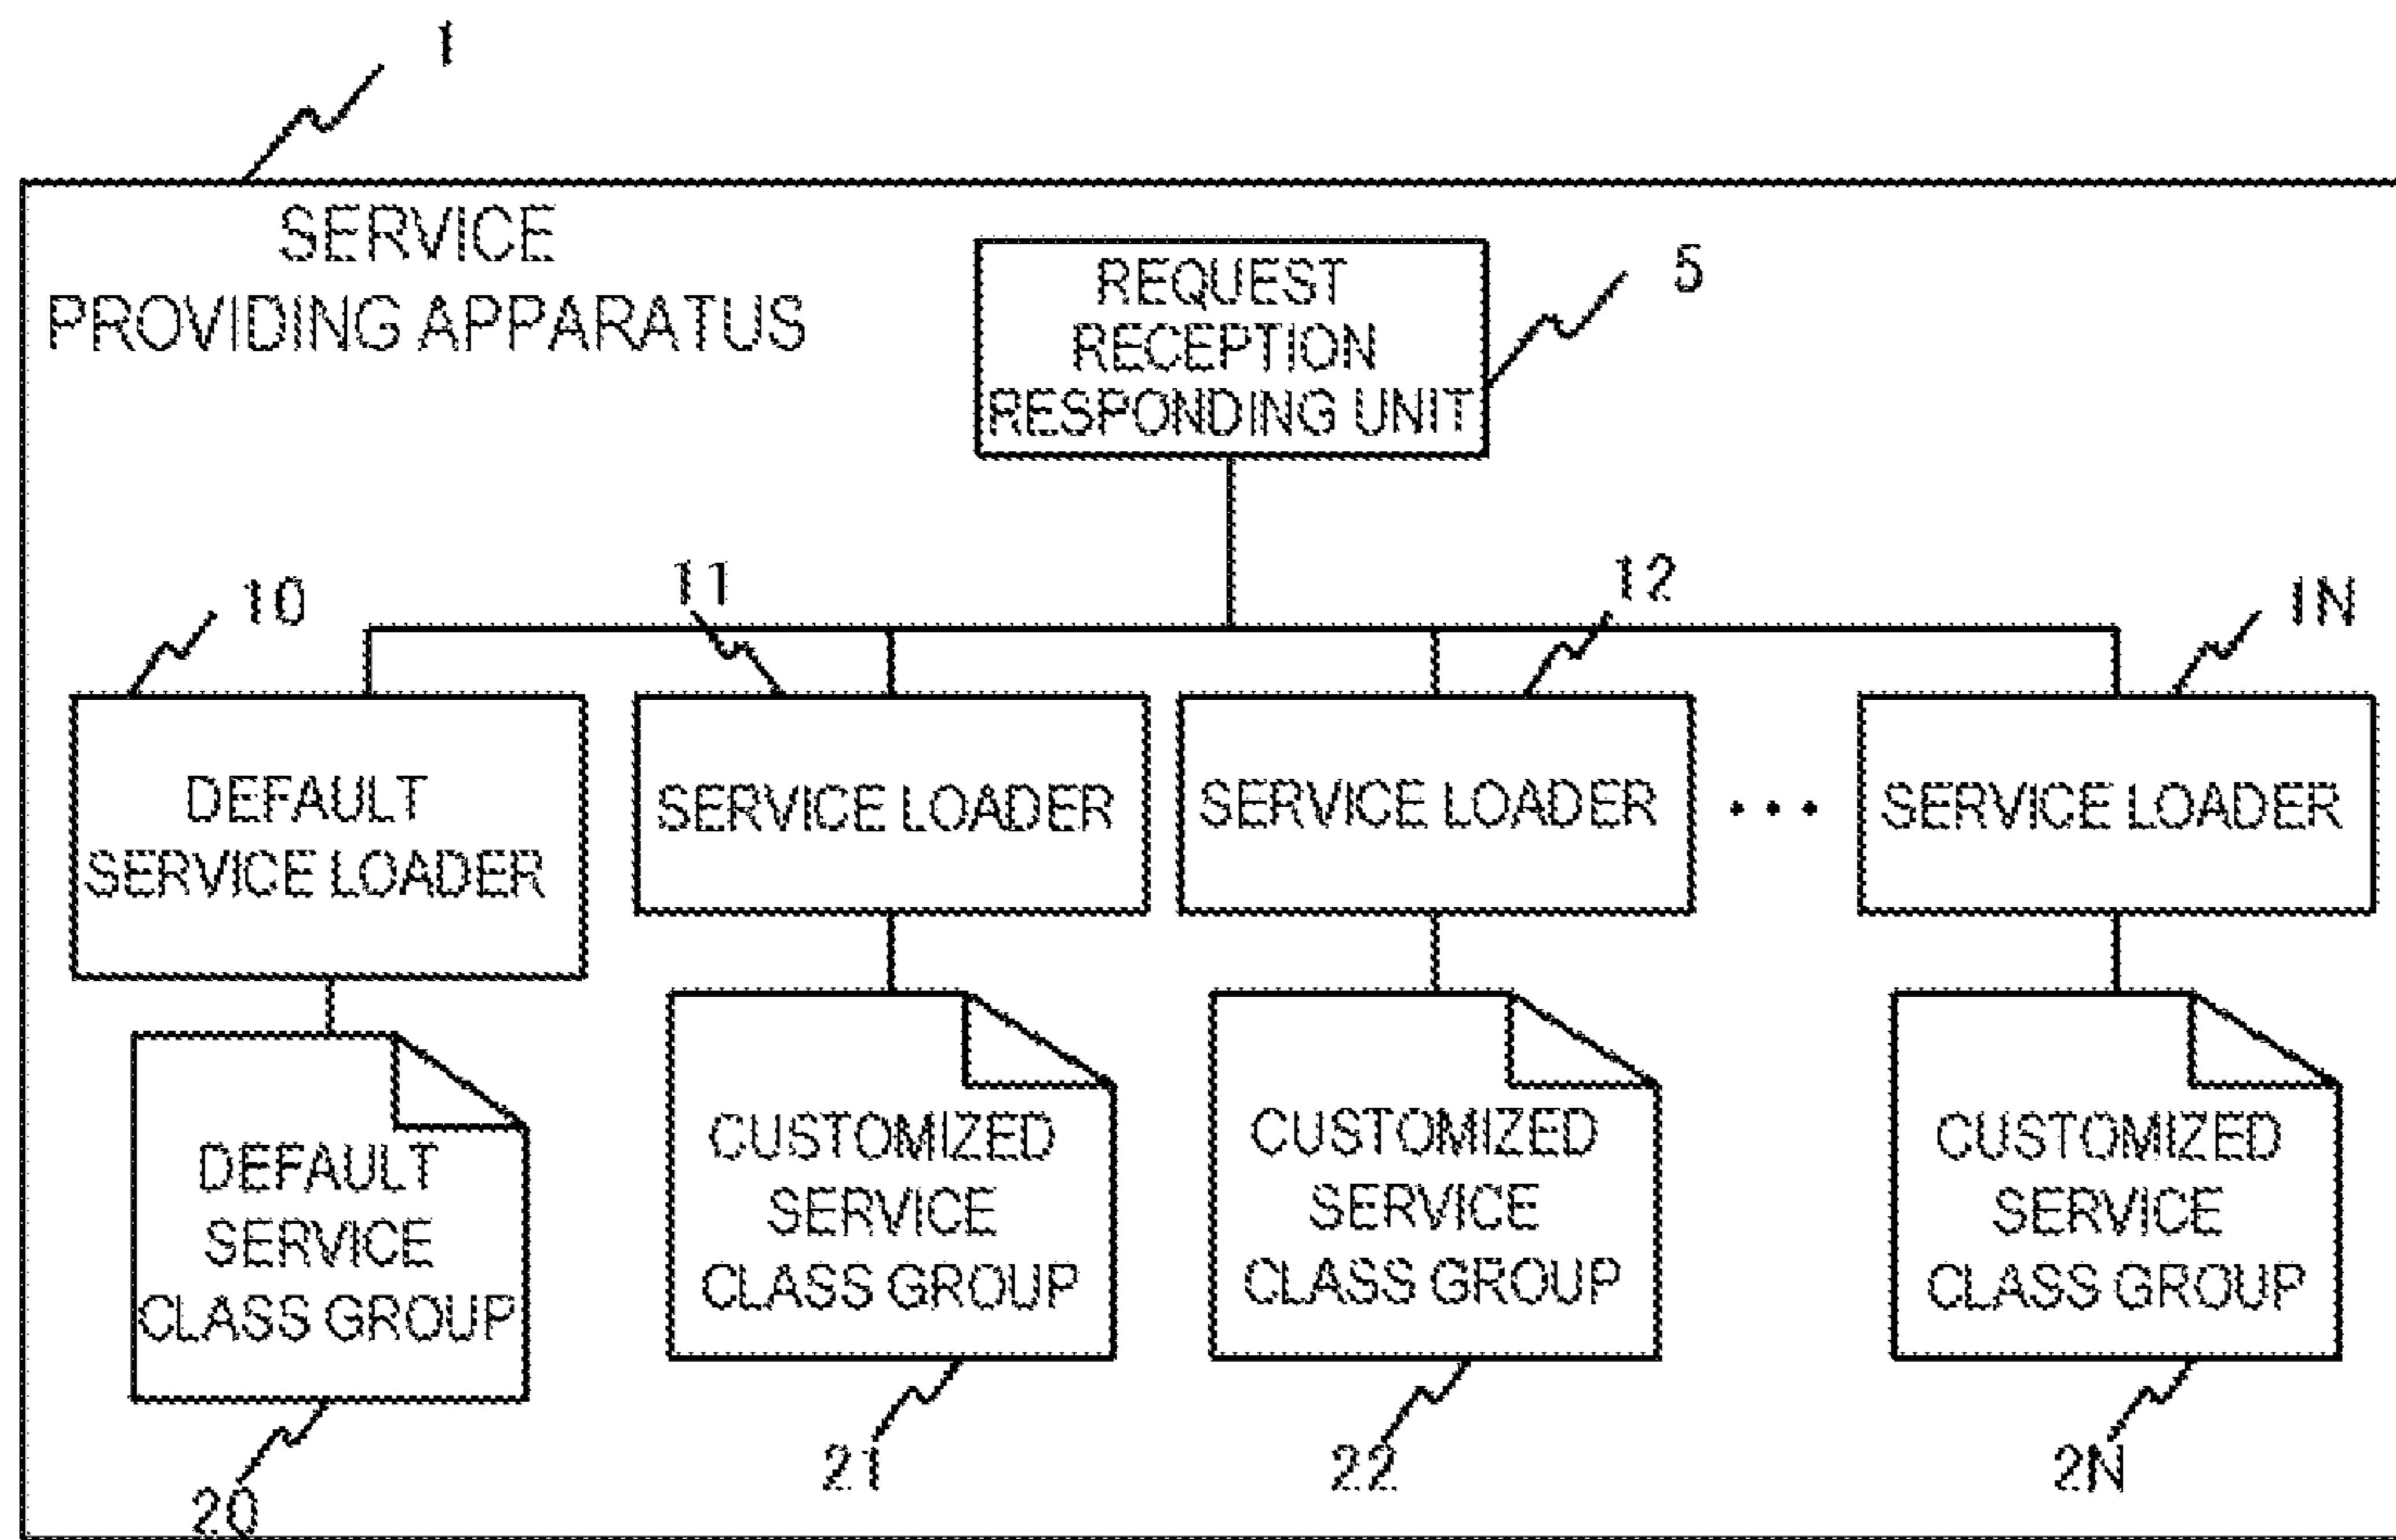 1
SERVICE
PROVIDING APPARATUS
REQUEST
RECEPTION
RESPONDING UNIT
5
10
11
12
1N
DEFAULT
SERVICE LOADER
SERVICE LOADER
SERVICE LOADER
•••
SERVICE LOADER
DEFAULT
SERVICE
CLASS GROUP
CUSTOMIZED
SERVICE
CLASS GROUP
CUSTOMIZED
SERVICE
CLASS GROUP
CUSTOMIZED
SERVICE
CLASS GROUP
20
21
22
2N